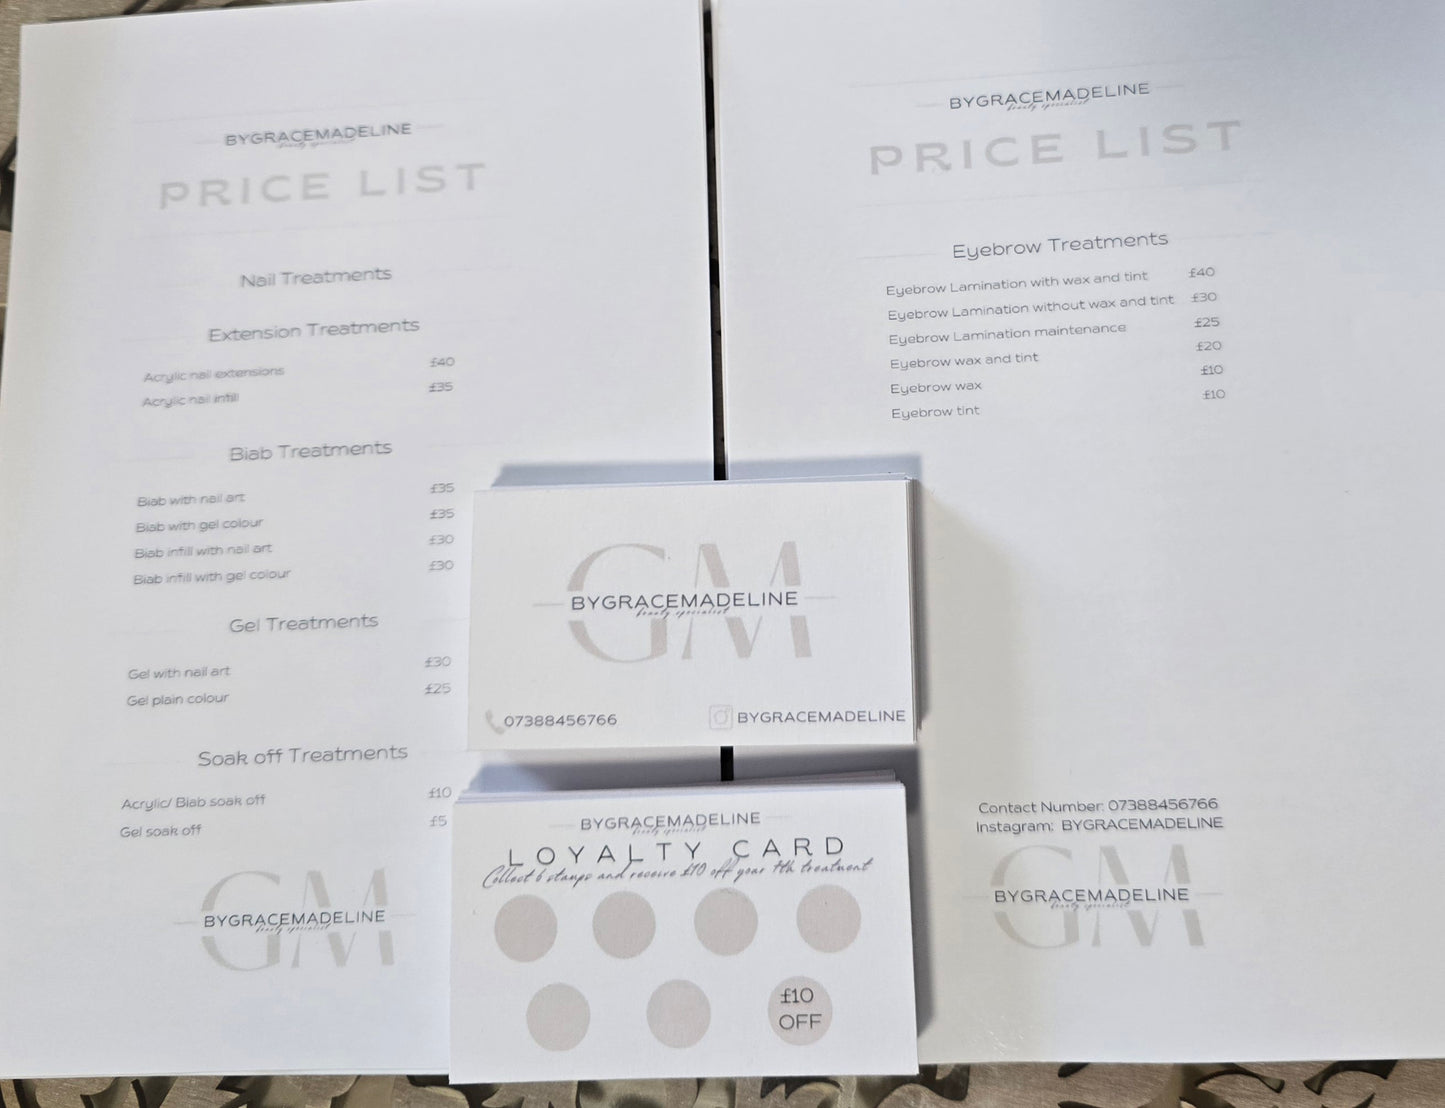 BYGRACEMADELINE
beauty specialist
PRICE LIST
Nail Treatments
Extension Treatments
Acrylic nail extensions £40
Acrylic nail infill £35
Biab Treatments
Biab with nail art £35
Biab with gel colour £35
Biab infill with nail art £30
Biab infill with gel colour £30
Gel Treatments
Gel with nail art £30
Gel plain colour £25
Soak off Treatments
Acrylic/ Biab soak off £10
Gel soak off £5
GM
BYGRACEMADELINE
beauty specialist
BYGRACEMADELINE
beauty specialist
PRICE LIST
Eyebrow Treatments
Eyebrow Lamination with wax and tint £40
Eyebrow Lamination without wax and tint £30
Eyebrow Lamination maintenance £25
Eyebrow wax and tint £20
Eyebrow wax £10
Eyebrow tint £10
Contact Number: 07388456766
Instagram: BYGRACEMADELINE
GM
BYGRACEMADELINE
beauty specialist
GM
BYGRACEMADELINE
beauty specialist
07388456766
BYGRACEMADELINE
BYGRACEMADELINE
beauty specialist
LOYALTY CARD
Collect 6 stamps and receive £10 off your 7th treatment
£10
OFF